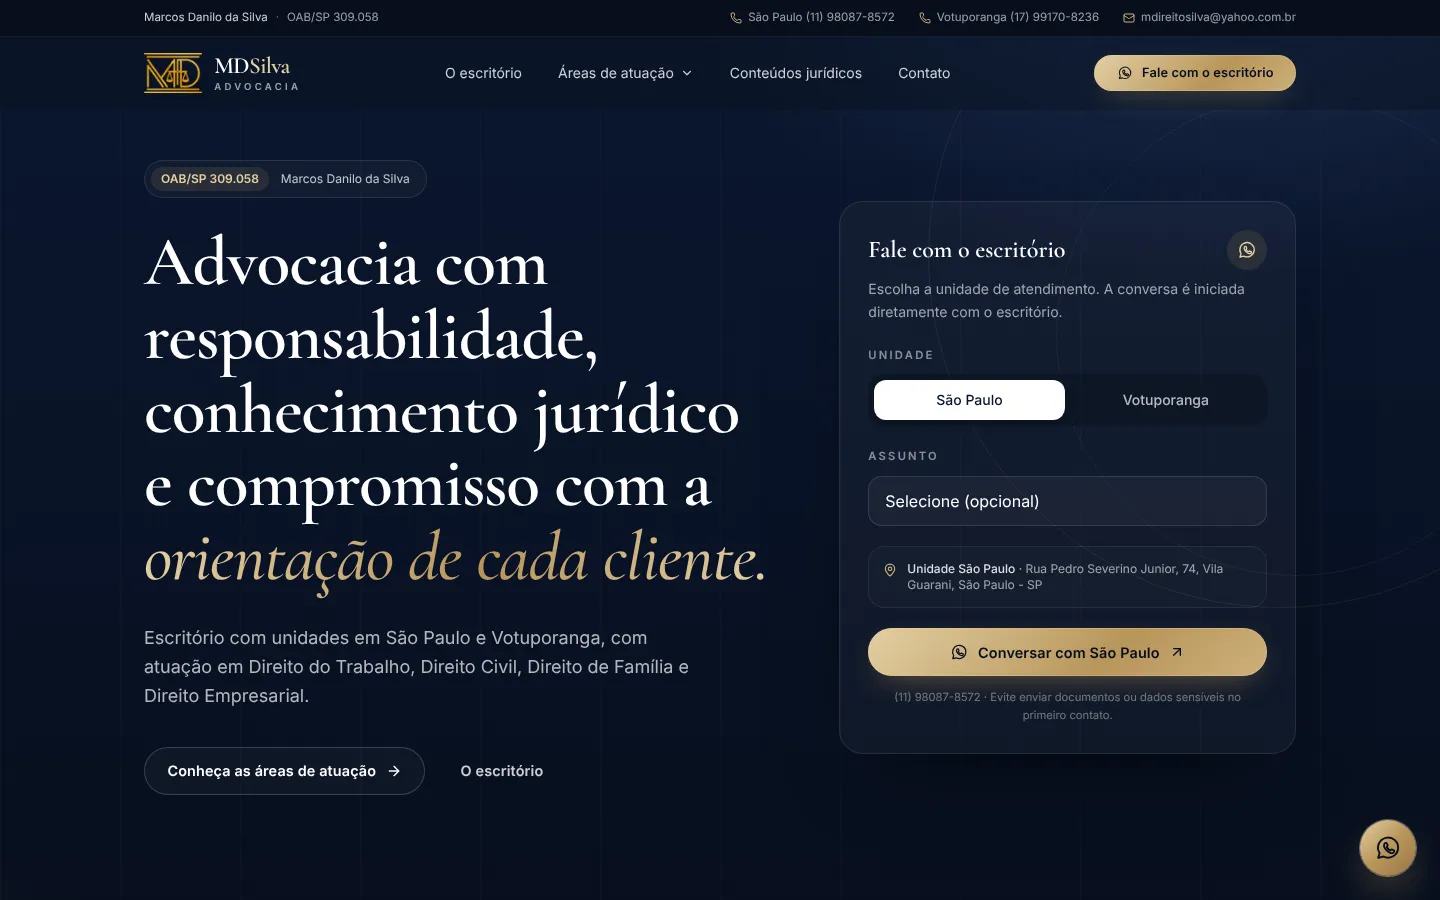 Marcos Danilo da Silva · OAB/SP 309.058
São Paulo (11) 98087-8572
Votuporanga (17) 99170-8236
mdireitosilva@yahoo.com.br
MD
MDSilva
ADVOCACIA
O escritório
Áreas de atuação
Conteúdos jurídicos
Contato
Fale com o escritório
OAB/SP 309.058
Marcos Danilo da Silva
Advocacia com
responsabilidade,
conhecimento jurídico
e compromisso com a
orientação de cada cliente.
Escritório com unidades em São Paulo e Votuporanga, com
atuação em Direito do Trabalho, Direito Civil, Direito de Família e
Direito Empresarial.
Conheça as áreas de atuação
O escritório
Fale com o escritório
Escolha a unidade de atendimento. A conversa é iniciada
diretamente com o escritório.
UNIDADE
São Paulo
Votuporanga
ASSUNTO
Selecione (opcional)
Unidade São Paulo · Rua Pedro Severino Junior, 74, Vila
Guarani, São Paulo - SP
Conversar com São Paulo
(11) 98087-8572 · Evite enviar documentos ou dados sensíveis no
primeiro contato.